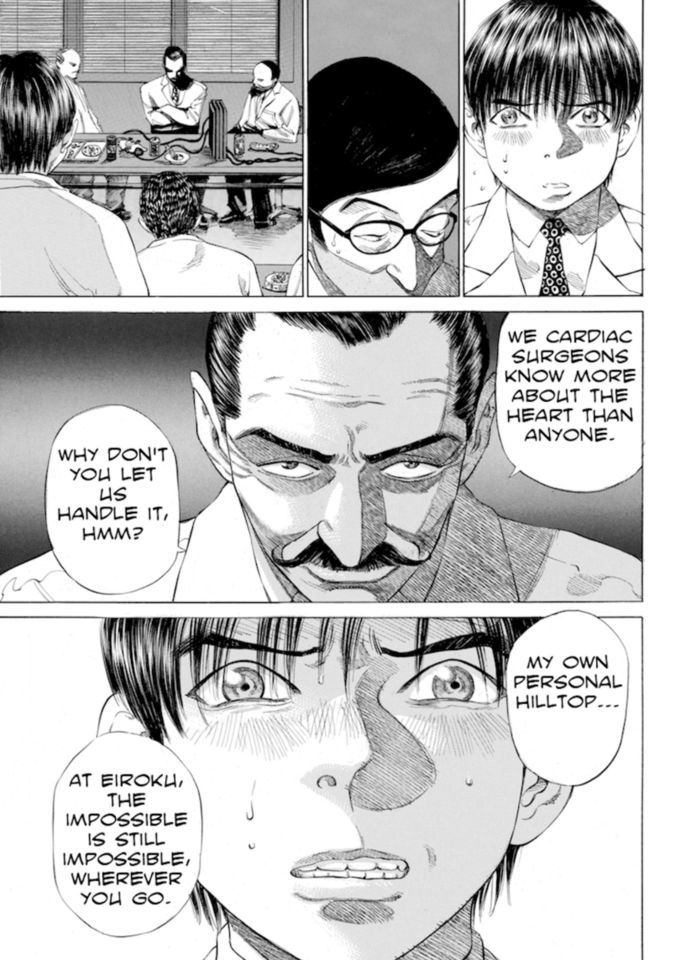 WE CARDIAC
SURGEONS
KNOW MORE
ABOUT THE
HEART THAN
ANYONE.
WHY DON'T
YOU LET
US
HANDLE IT,
HMM?
MY OWN
PERSONAL
HILLTOP...
AT EIROKU,
THE
IMPOSSIBLE
IS STILL
IMPOSSIBLE,
WHEREVER
YOU GO.